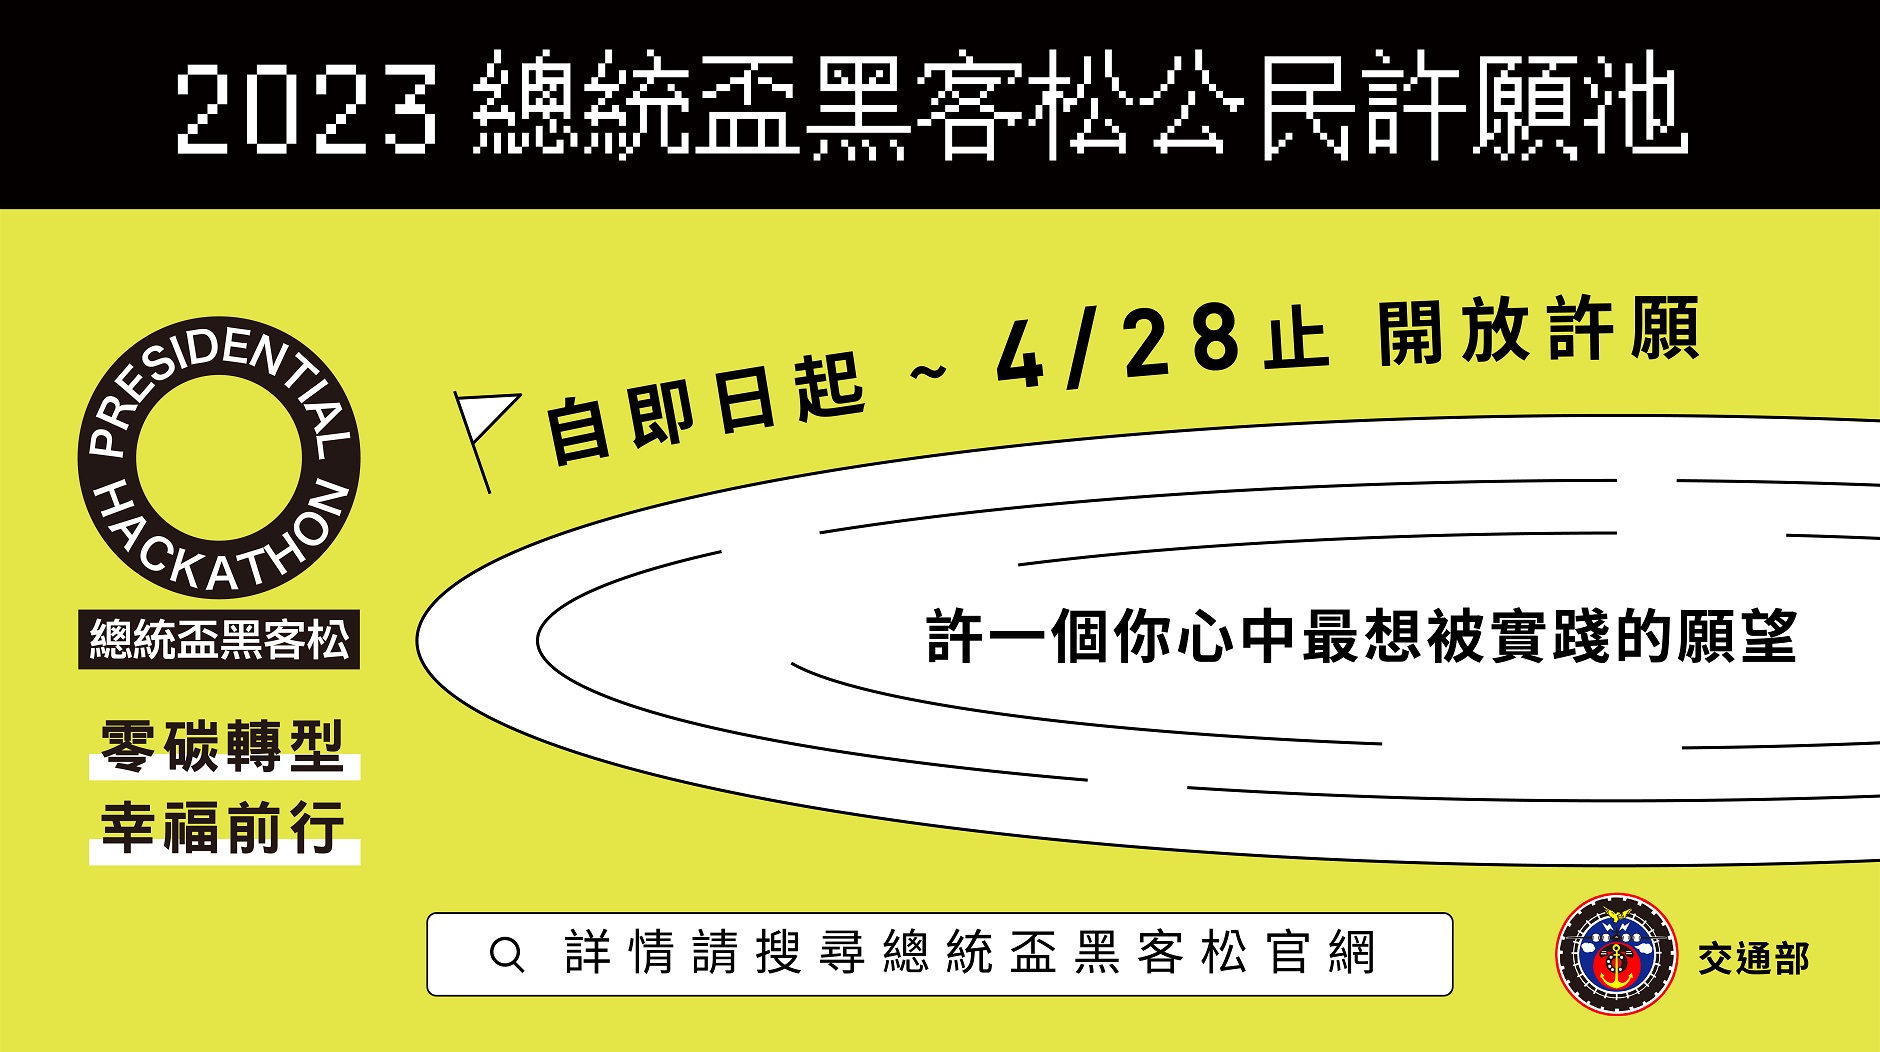 2023 總統盃黑客松公民許願池
自即日起 ~ 4/28止 開放許願
PRESIDENTIAL
HACKATHON
總統盃黑客松
零碳轉型
幸福前行
許一個你心中最想被實踐的願望
詳情請搜尋總統盃黑客松官網
交通部